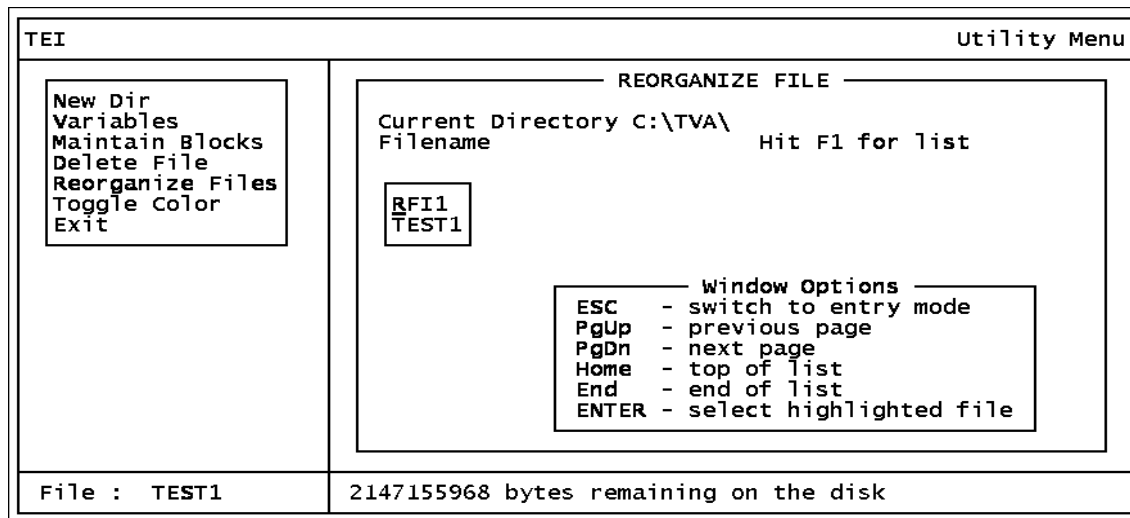 TEI Utility Menu
New Dir
Variables
Maintain Blocks
Delete File
Reorganize Files
Toggle Color
Exit
REORGANIZE FILE
Current Directory C:\TVA\
Filename Hit F1 for list
RFI1
TEST1
Window Options
ESC - switch to entry mode
PgUp - previous page
PgDn - next page
Home - top of list
End - end of list
ENTER - select highlighted file
File : TEST1
2147155968 bytes remaining on the disk